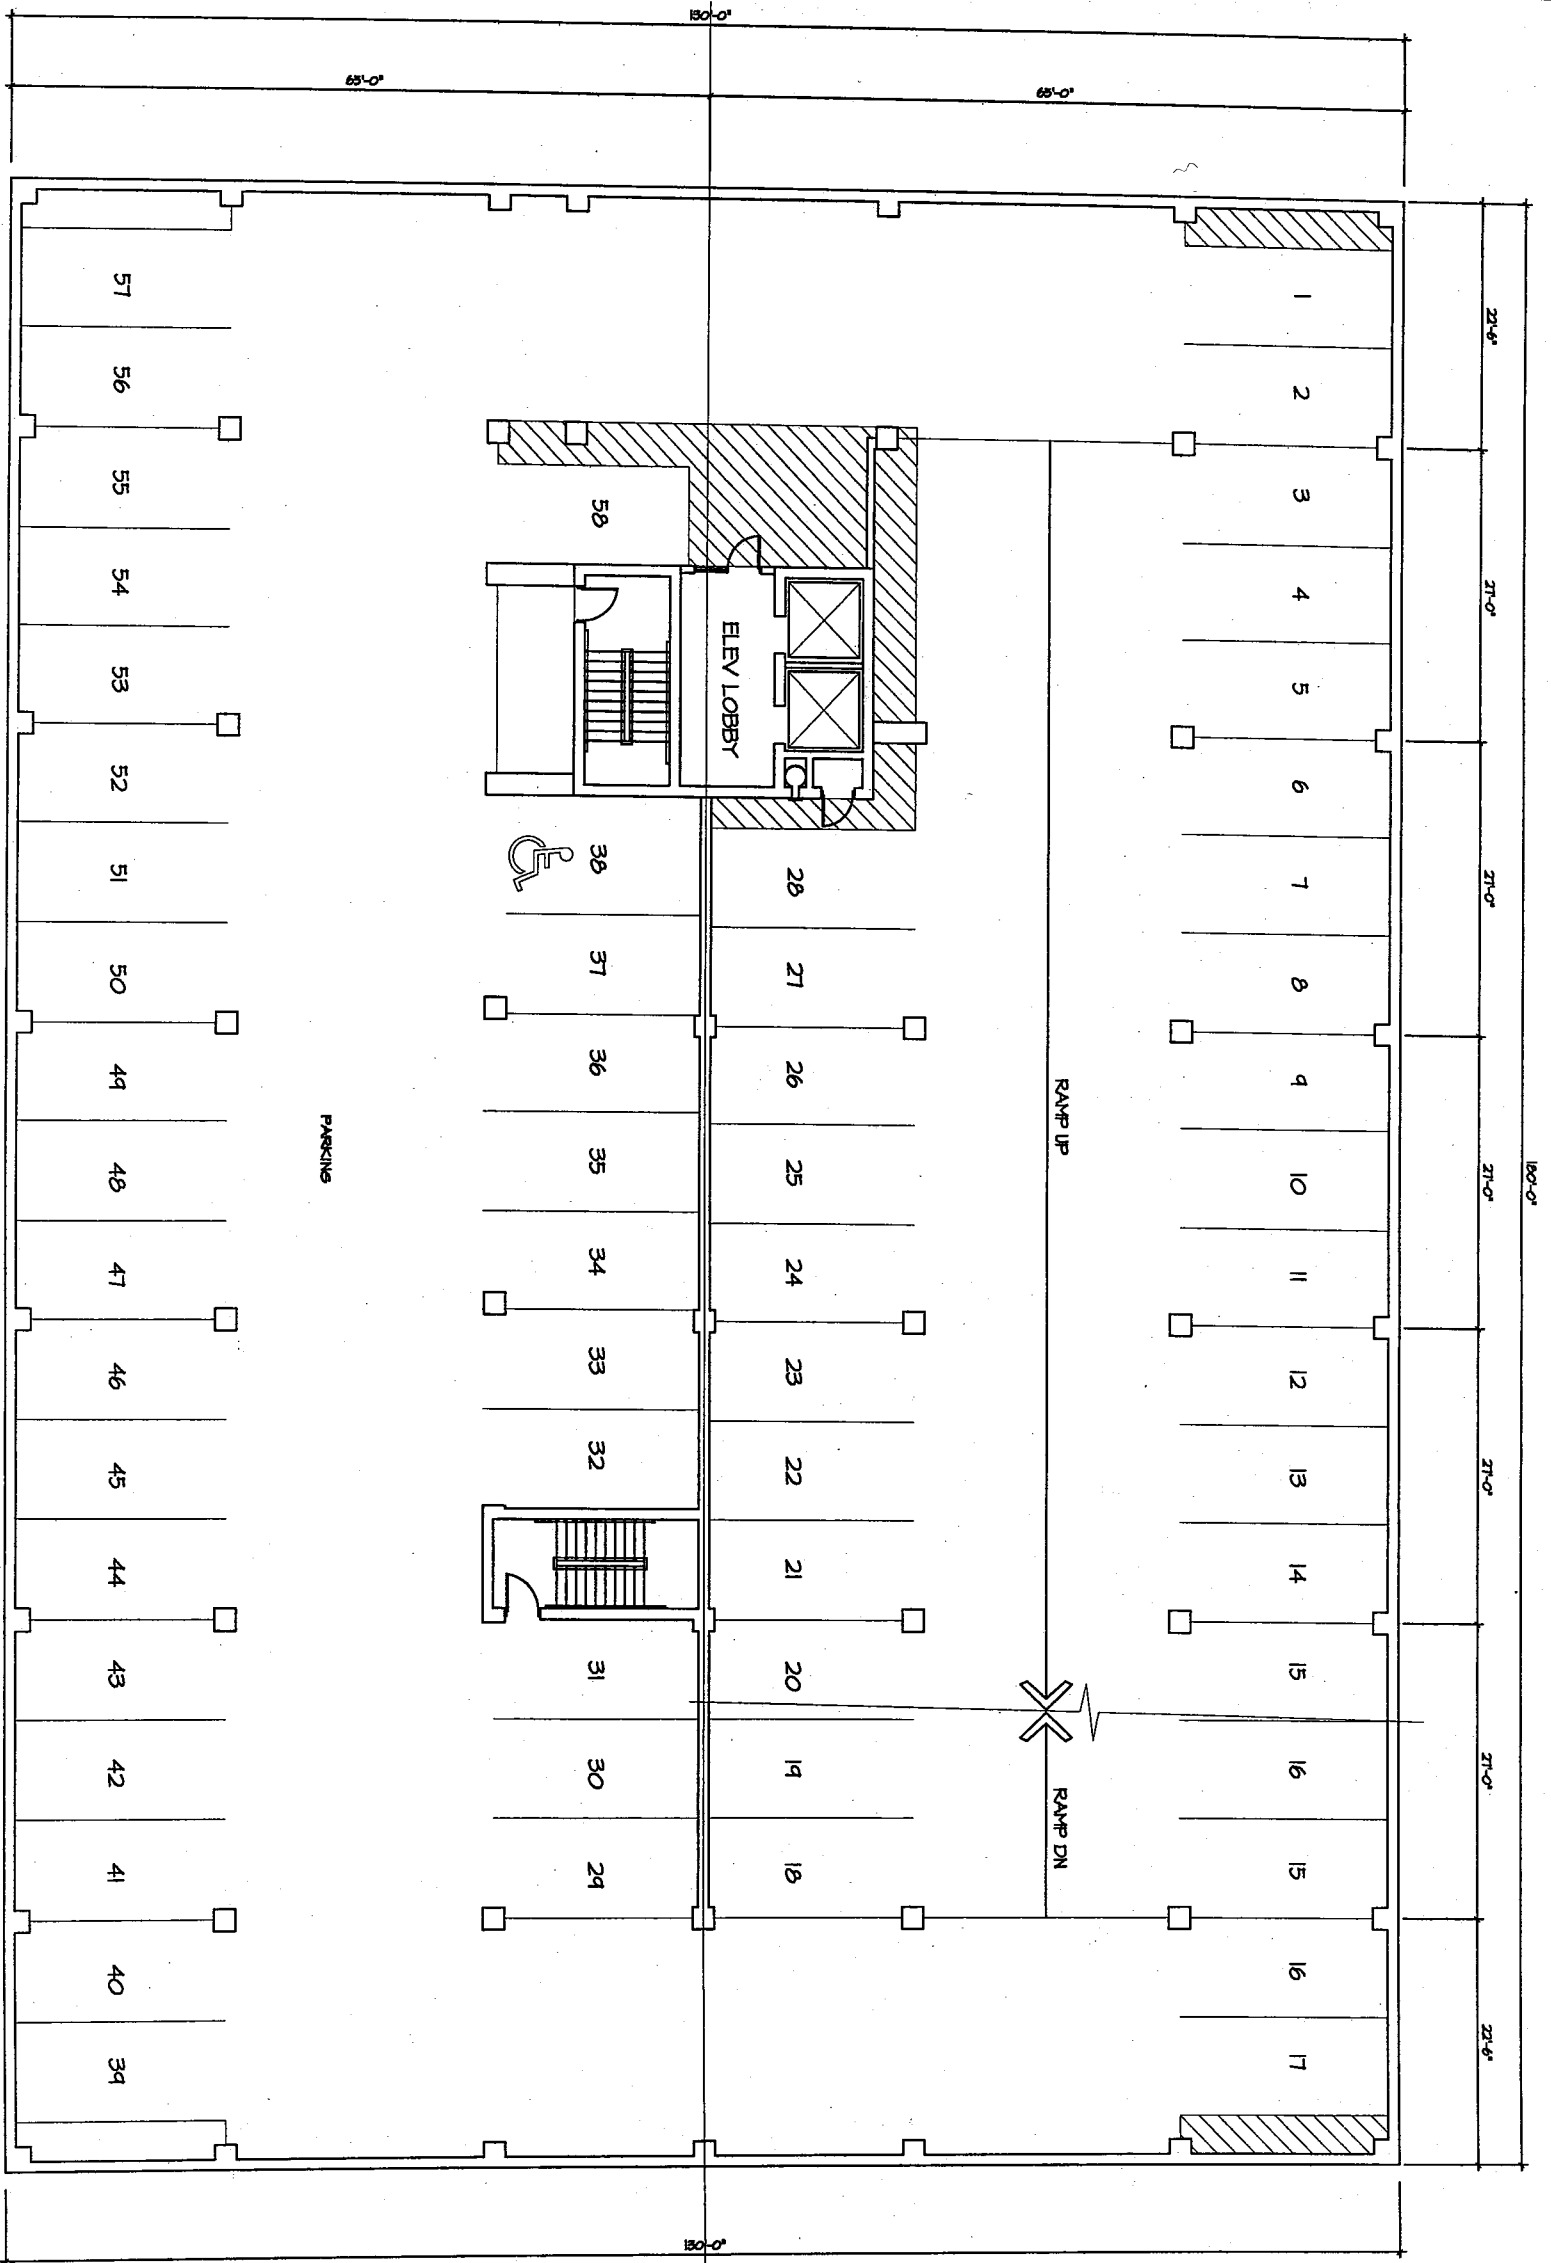 180'-0"
22'-6" 27'-0" 27'-0" 27'-0" 27'-0" 27'-0" 22'-6"
130'-0"
65'-0"
65'-0"
1 2 3 4 5 6 7 8 9 10 11 12 13 14 15 16 15 16 17
RAMP UP
RAMP DN
28 27 26 25 24 23 22 21 20 19 18
ELEV LOBBY
58 38 37 36 35 34 33 32 31 30 29
PARKING
57 56 55 54 53 52 51 50 49 48 47 46 45 44 43 42 41 40 39
130'-0"